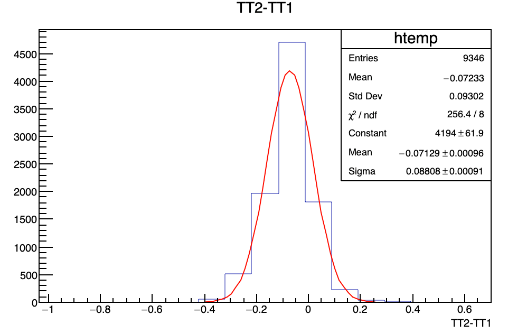 TT2-TT1
htemp
Entries 9346
Mean −0.07233
Std Dev 0.09302
χ² / ndf 256.4 / 8
Constant 4194 ± 61.9
Mean −0.07129 ± 0.00096
Sigma 0.08808 ± 0.00091
4500
4000
3500
3000
2500
2000
1500
1000
500
0
−1 −0.8 −0.6 −0.4 −0.2 0 0.2 0.4 0.6
TT2-TT1